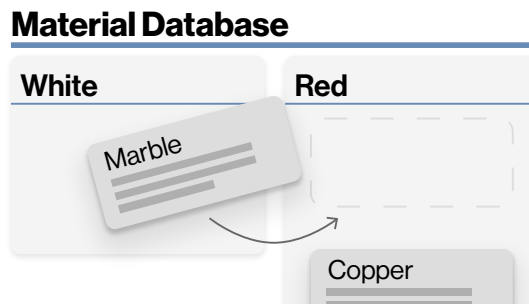 Material Database
White
Red
Marble
Copper